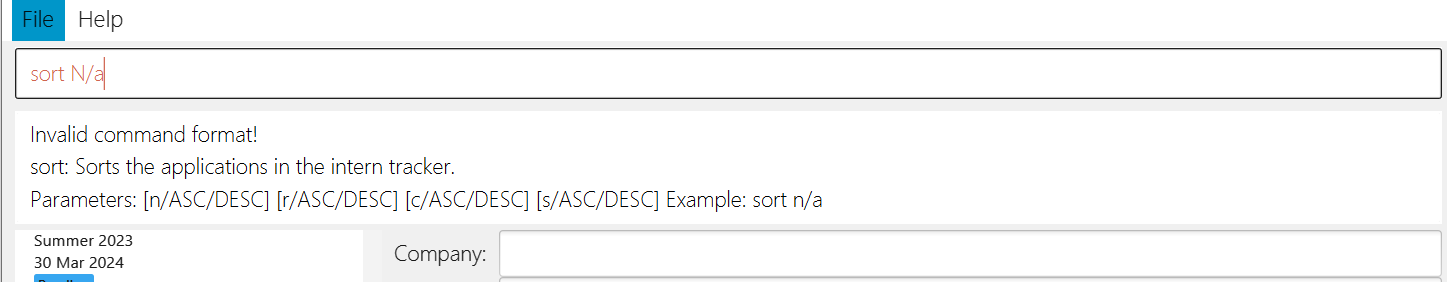 File Help
sort N/a
Invalid command format!
sort: Sorts the applications in the intern tracker.
Parameters: [n/ASC/DESC] [r/ASC/DESC] [c/ASC/DESC] [s/ASC/DESC] Example: sort n/a
Summer 2023
30 Mar 2024
Company: